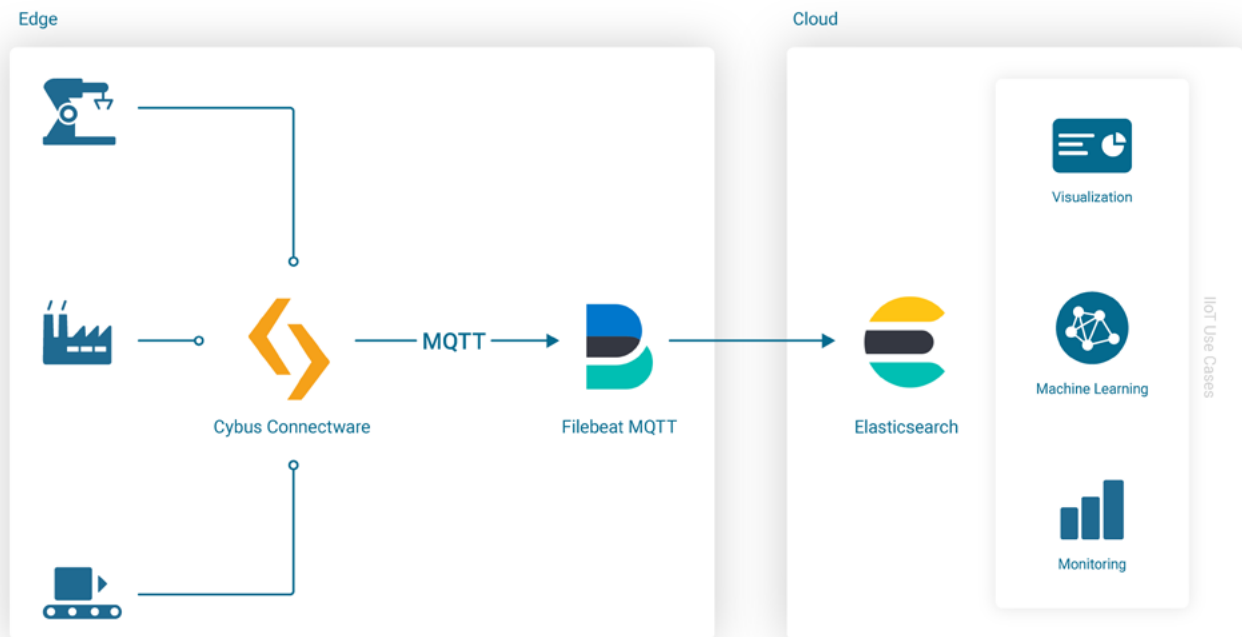 Edge
Cloud
Visualization
MQTT
Cybus Connectware
Filebeat MQTT
Elasticsearch
Machine Learning
IIoT Use Cases
Monitoring